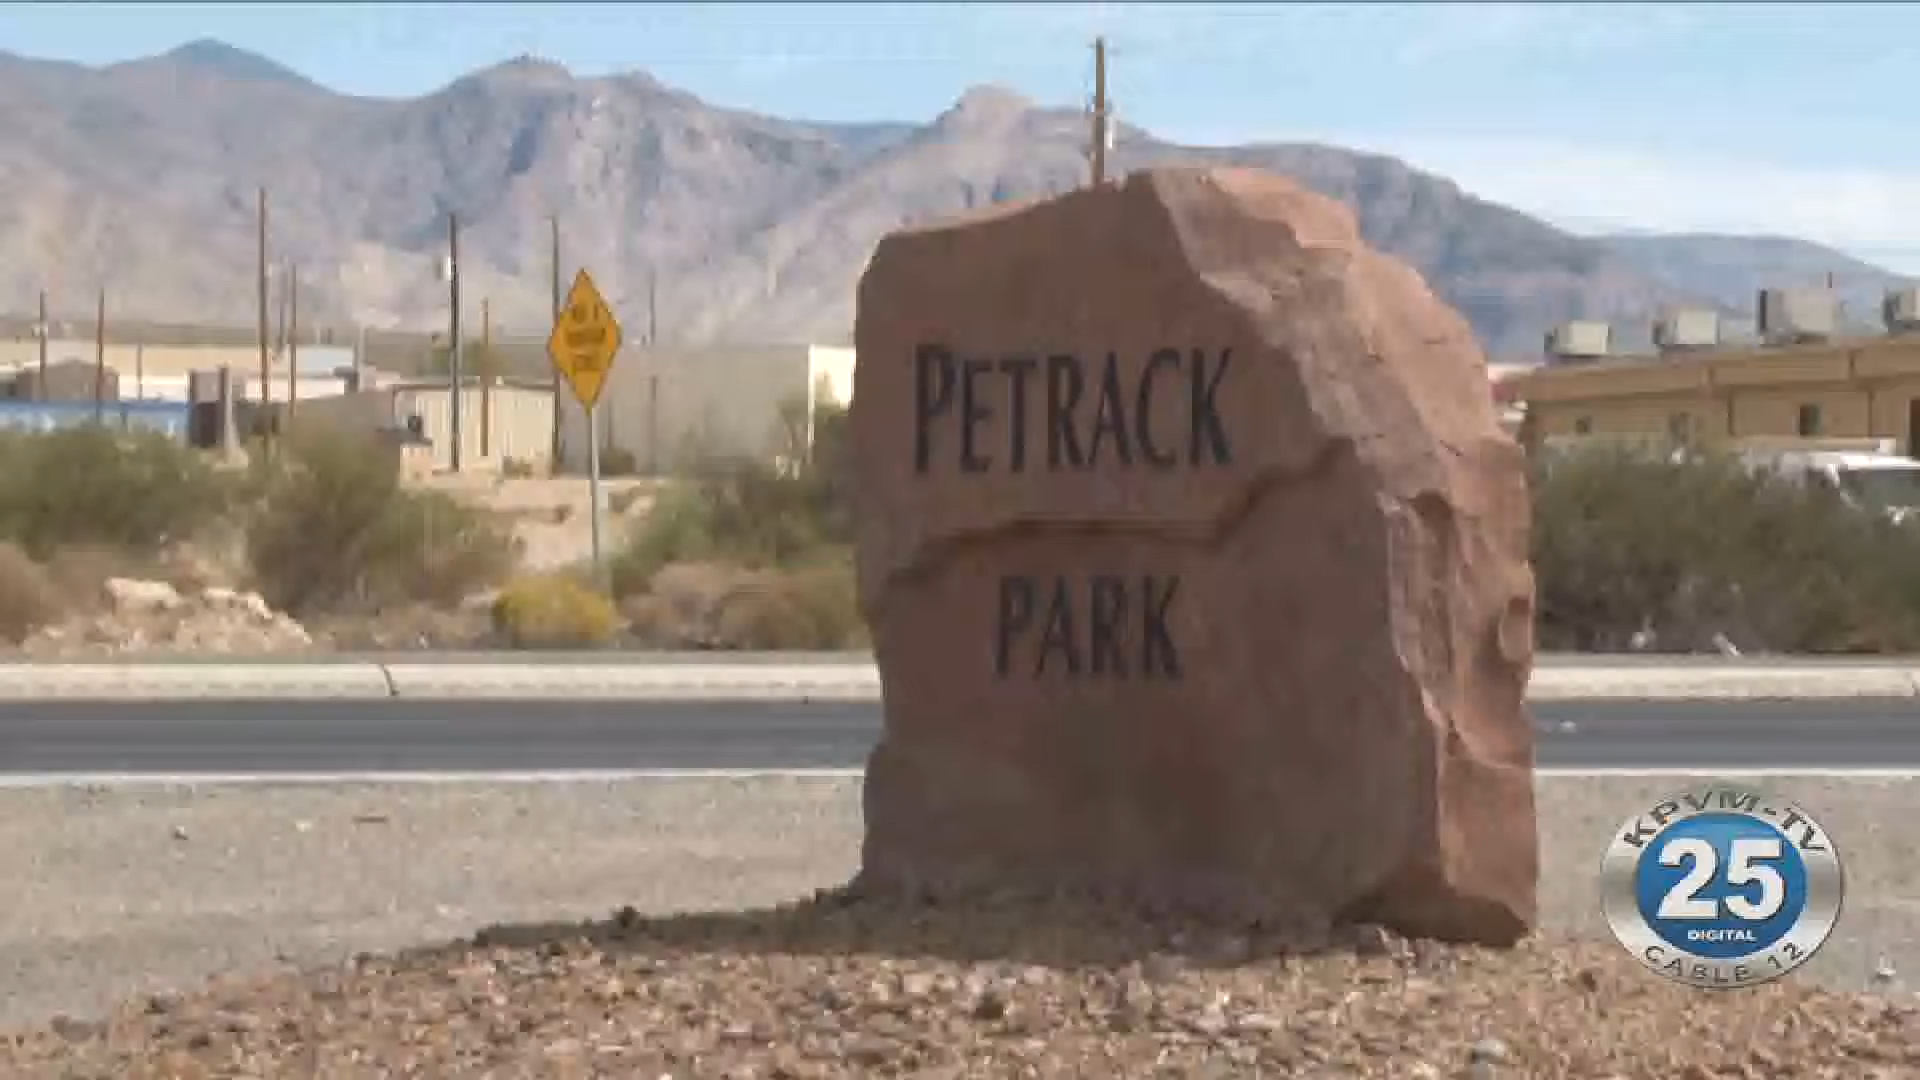 PETRACK
PARK
KPVM-TV
25
DIGITAL
CABLE 12